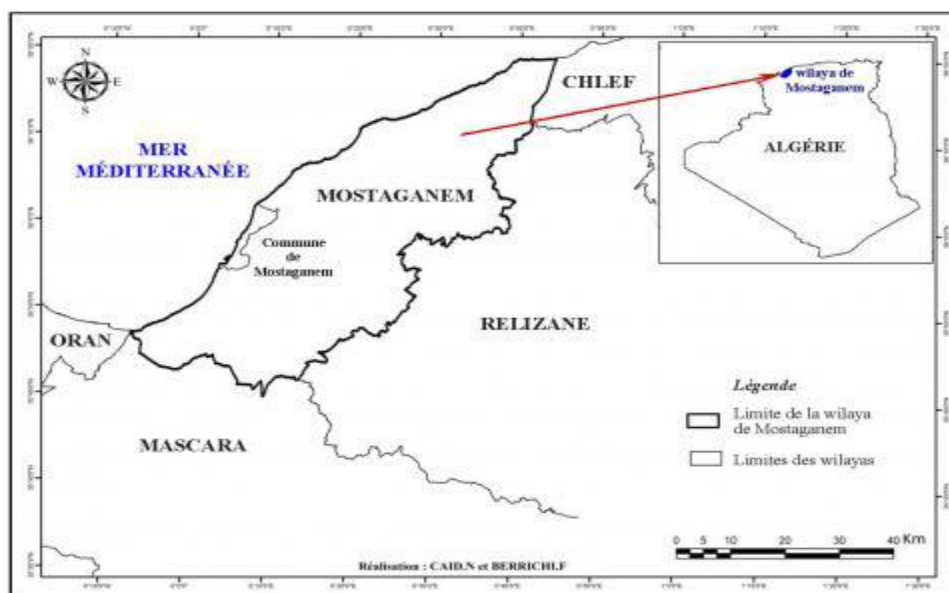 N
W
E
S
CHLEF
wilaya de
Mostaganem
ALGÉRIE
MER
MÉDITERRANÉE
MOSTAGANEM
Commune
de
Mostaganem
ORAN
RELIZANE
MASCARA
Légende
Limite de la wilaya
de Mostaganem
Limites des wilayas
0 5 10 20 30 40 Km
Réalisation : CAID.N et BERRICHI.F